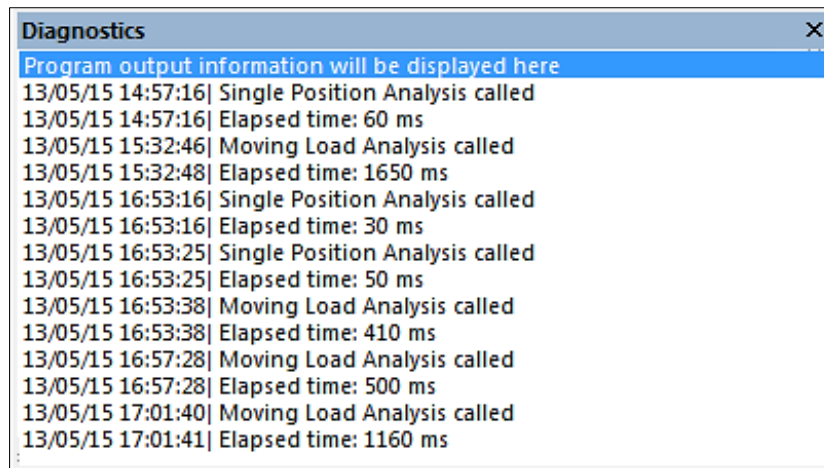 Diagnostics
Program output information will be displayed here
13/05/15 14:57:16| Single Position Analysis called
13/05/15 14:57:16| Elapsed time: 60 ms
13/05/15 15:32:46| Moving Load Analysis called
13/05/15 15:32:48| Elapsed time: 1650 ms
13/05/15 16:53:16| Single Position Analysis called
13/05/15 16:53:16| Elapsed time: 30 ms
13/05/15 16:53:25| Single Position Analysis called
13/05/15 16:53:25| Elapsed time: 50 ms
13/05/15 16:53:38| Moving Load Analysis called
13/05/15 16:53:38| Elapsed time: 410 ms
13/05/15 16:57:28| Moving Load Analysis called
13/05/15 16:57:28| Elapsed time: 500 ms
13/05/15 17:01:40| Moving Load Analysis called
13/05/15 17:01:41| Elapsed time: 1160 ms